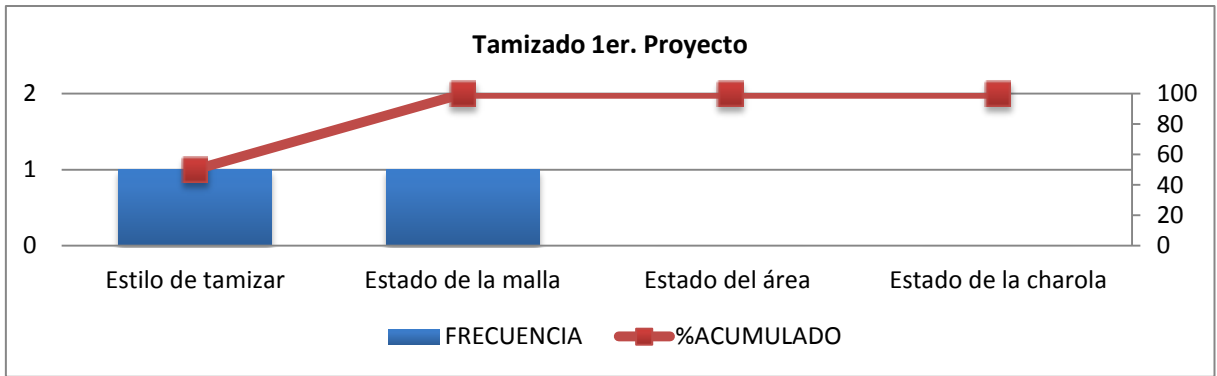 Tamizado 1er. Proyecto
2
1
0
100
80
60
40
20
0
Estilo de tamizar
Estado de la malla
Estado del área
Estado de la charola
FRECUENCIA
%ACUMULADO